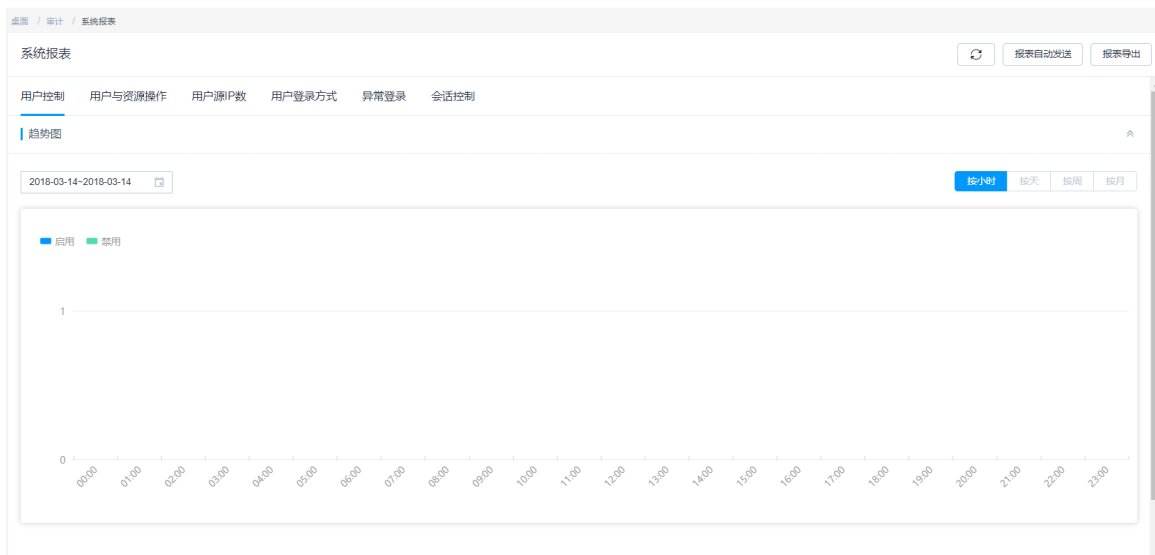 桌面 / 审计 / 系统报表
系统报表
报表自动发送 报表导出
用户控制 用户与资源操作 用户源IP数 用户登录方式 异常登录 会话控制
趋势图
2018-03-14~2018-03-14
按小时 按天 按周 按月
启用 禁用
1
0
00:00 01:00 02:00 03:00 04:00 05:00 06:00 07:00 08:00 09:00 10:00 11:00 12:00 13:00 14:00 15:00 16:00 17:00 18:00 19:00 20:00 21:00 22:00 23:00